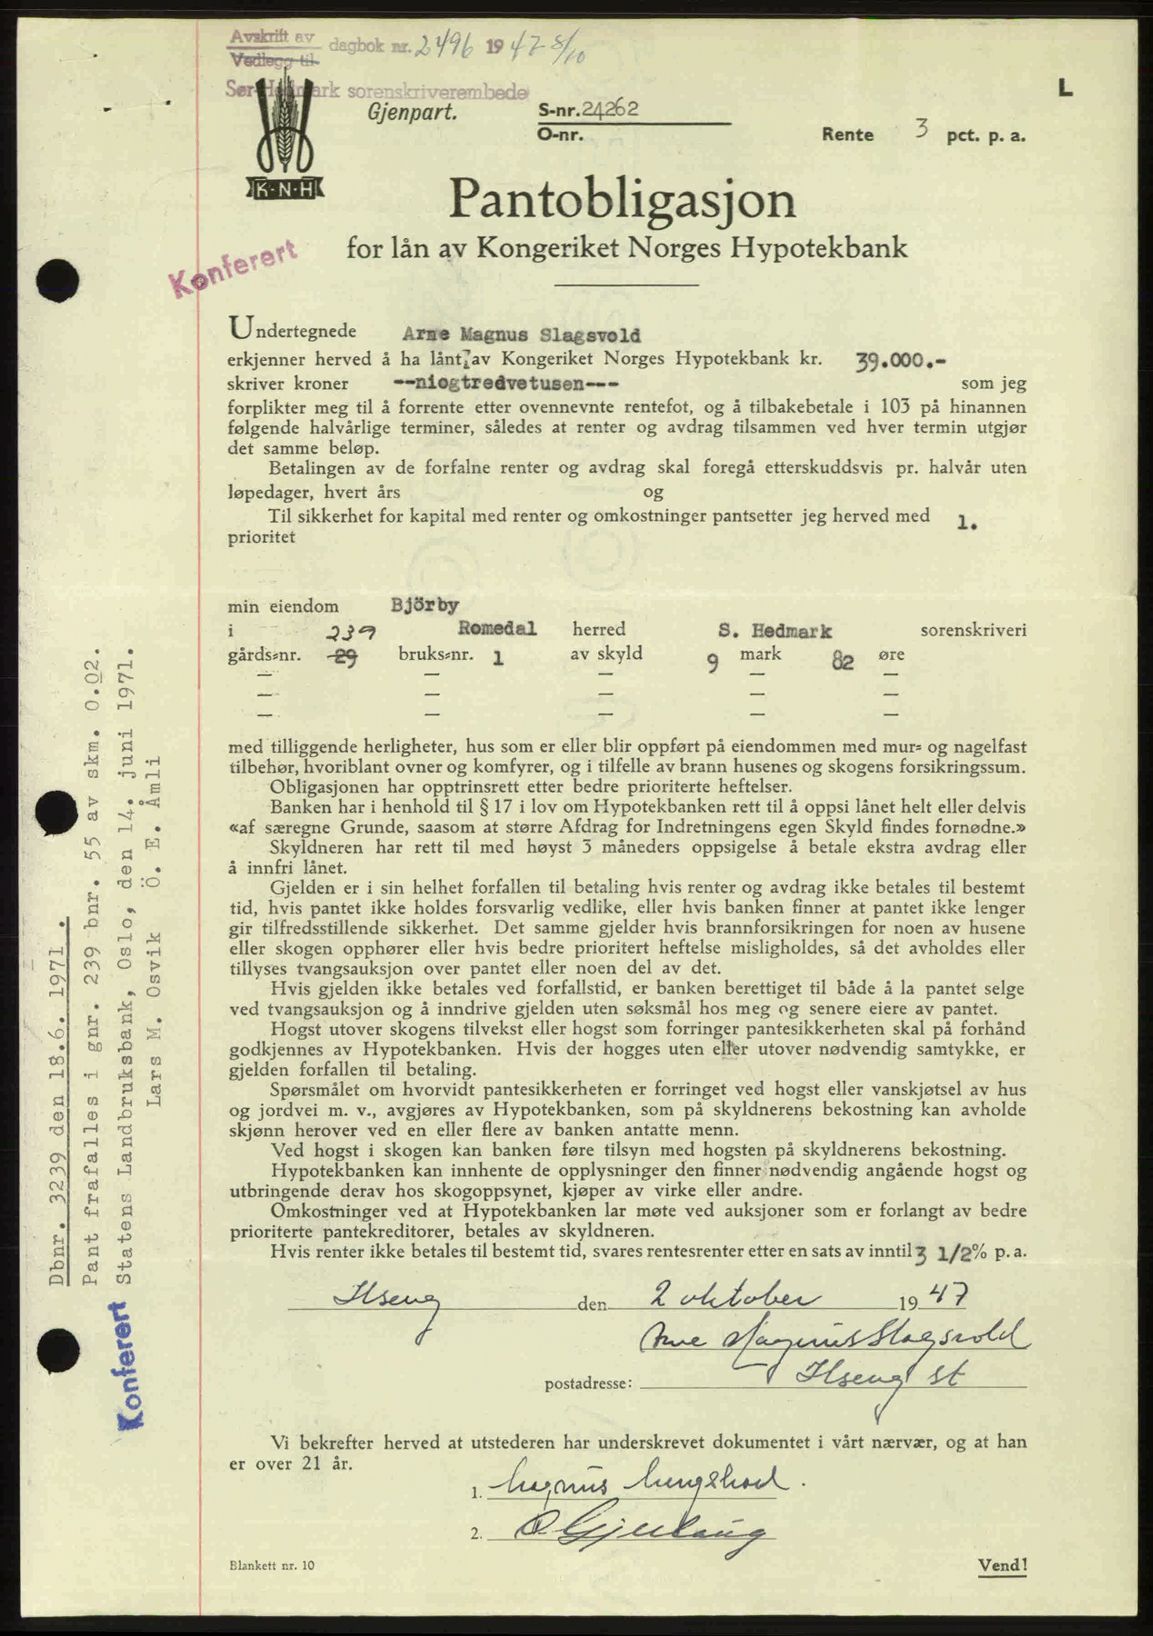 Avskrift av
Vedlegg til
dagbok nr. 2496 1947 8/10
Sør-Hedmark sorenskriverembede
L
Gjenpart.
S-nr. 24262
O-nr.
Rente 3 pct. p. a.
K·N·H
Pantobligasjon
for lån av Kongeriket Norges Hypotekbank
Konferert
Undertegnede Arne Magnus Slagsvold
erkjenner herved å ha lånt av Kongeriket Norges Hypotekbank kr. 39.000.-
skriver kroner --niogtredvetusen--- som jeg
forplikter meg til å forrente etter ovennevnte rentefot, og å tilbakebetale i 103 på hinannen
følgende halvårlige terminer, således at renter og avdrag tilsammen ved hver termin utgjør
det samme beløp.
Betalingen av de forfalne renter og avdrag skal foregå etterskuddsvis pr. halvår uten
løpedager, hvert års og
Til sikkerhet for kapital med renter og omkostninger pantsetter jeg herved med 1.
prioritet
min eiendom Björby
i 239 Romedal herred S. Hedmark sorenskriveri
gårds-nr. 29 bruks-nr. 1 av skyld 9 mark 82 øre
— — — — —
— — — — —
— — — — —
med tilliggende herligheter, hus som er eller blir oppført på eiendommen med mur- og nagelfast
tilbehør, hvoriblant ovner og komfyrer, og i tilfelle av brann husenes og skogens forsikringssum.
Obligasjonen har opptrinsrett etter bedre prioriterte heftelser.
Banken har i henhold til § 17 i lov om Hypotekbanken rett til å oppsi lånet helt eller delvis
«af særegne Grunde, saasom at større Afdrag for Indretningens egen Skyld findes fornødne.»
Skyldneren har rett til med høyst 3 måneders oppsigelse å betale ekstra avdrag eller
å innfri lånet.
Gjelden er i sin helhet forfallen til betaling hvis renter og avdrag ikke betales til bestemt
tid, hvis pantet ikke holdes forsvarlig vedlike, eller hvis banken finner at pantet ikke lenger
gir tilfredsstillende sikkerhet. Det samme gjelder hvis brannforsikringen for noen av husene
eller skogen opphører eller hvis bedre prioritert heftelse misligholdes, så det avholdes eller
tillyses tvangsauksjon over pantet eller noen del av det.
Hvis gjelden ikke betales ved forfallstid, er banken berettiget til både å la pantet selge
ved tvangsauksjon og å inndrive gjelden uten søksmål hos meg og senere eiere av pantet.
Hogst utover skogens tilvekst eller hogst som forringer pantesikkerheten skal på forhånd
godkjennes av Hypotekbanken. Hvis der hogges uten eller utover nødvendig samtykke, er
gjelden forfallen til betaling.
Spørsmålet om hvorvidt pantesikkerheten er forringet ved hogst eller vanskjøtsel av hus
og jordvei m. v., avgjøres av Hypotekbanken, som på skyldnerens bekostning kan avholde
skjønn herover ved en eller flere av banken antatte menn.
Ved hogst i skogen kan banken føre tilsyn med hogsten på skyldnerens bekostning.
Hypotekbanken kan innhente de opplysninger den finner nødvendig angående hogst og
utbringende derav hos skogoppsynet, kjøper av virke eller andre.
Omkostninger ved at Hypotekbanken lar møte ved auksjoner som er forlangt av bedre
prioriterte pantekreditorer, betales av skyldneren.
Hvis renter ikke betales til bestemt tid, svares rentesrenter etter en sats av inntil 3 1/2% p. a.
Ilseng den 2 oktober 1947
Arne Magnus Slagsvold
postadresse: Ilseng st
Vi bekrefter herved at utstederen har underskrevet dokumentet i vårt nærvær, og at han
er over 21 år.
1. Magnus
2.
Blankett nr. 10
Vend!
Dbnr. 3239 den 18.6. 1971.
Pant frafalles i gnr. 239 bnr. 55 av skm. 0.02.
Statens Landbruksbank, Oslo, den 14. juni 1971.
Lars M. Osvik Ö. E. Åmli
Konferert